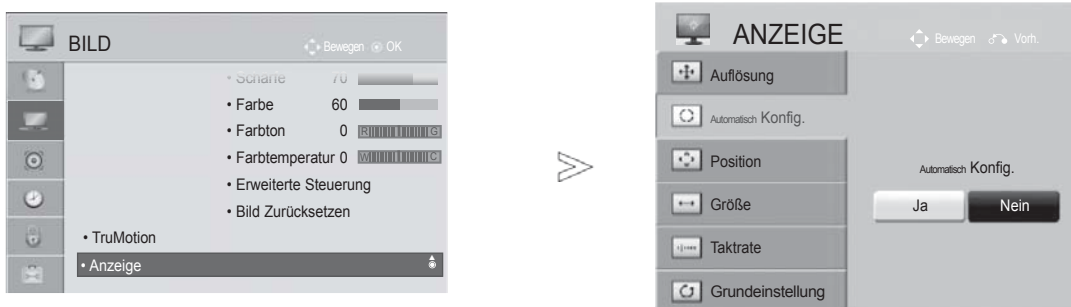 BILD
Bewegen OK
• Schärfe 70
• Farbe 60
• Farbton 0 R G
• Farbtemperatur 0 W C
• Erweiterte Steuerung
• Bild Zurücksetzen
• TruMotion
• Anzeige
ANZEIGE
Bewegen Vorh.
Auflösung
Automatisch Konfig.
Position
Größe
Taktrate
Grundeinstellung
Automatisch Konfig.
Ja Nein